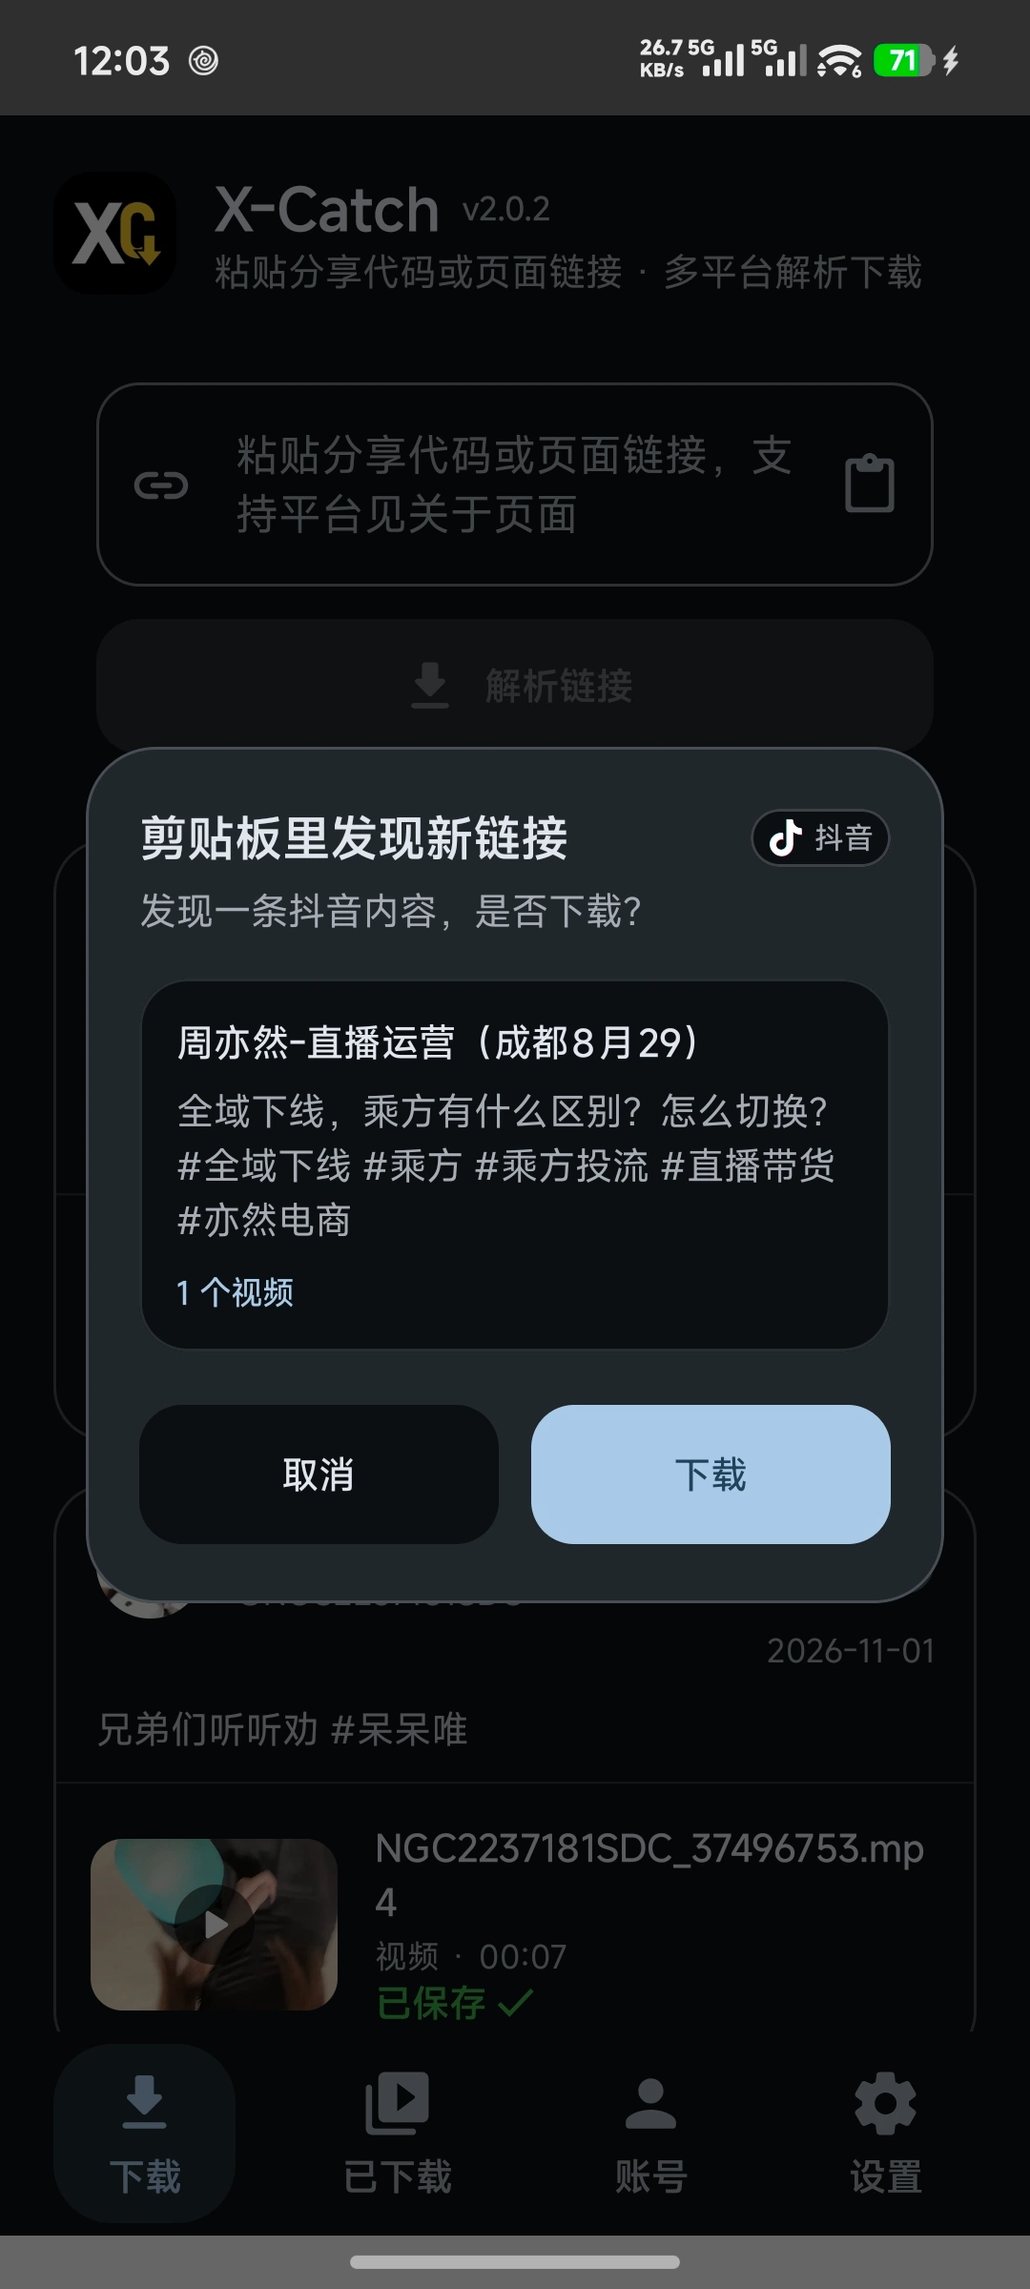 12:03
26.7 KB/s 5G 5G 6 71
XC
X-Catch v2.0.2
粘贴分享代码或页面链接 · 多平台解析下载
粘贴分享代码或页面链接，支
持平台见关于页面
解析链接
剪贴板里发现新链接
抖音
发现一条抖音内容，是否下载？
周亦然-直播运营（成都8月29）
全域下线，乘方有什么区别？怎么切换？
#全域下线 #乘方 #乘方投流 #直播带货
#亦然电商
1 个视频
取消
下载
2026-11-01
兄弟们听听劝 #呆呆唯
NGC2237181SDC_37496753.mp
4
视频 · 00:07
已保存
下载
已下载
账号
设置